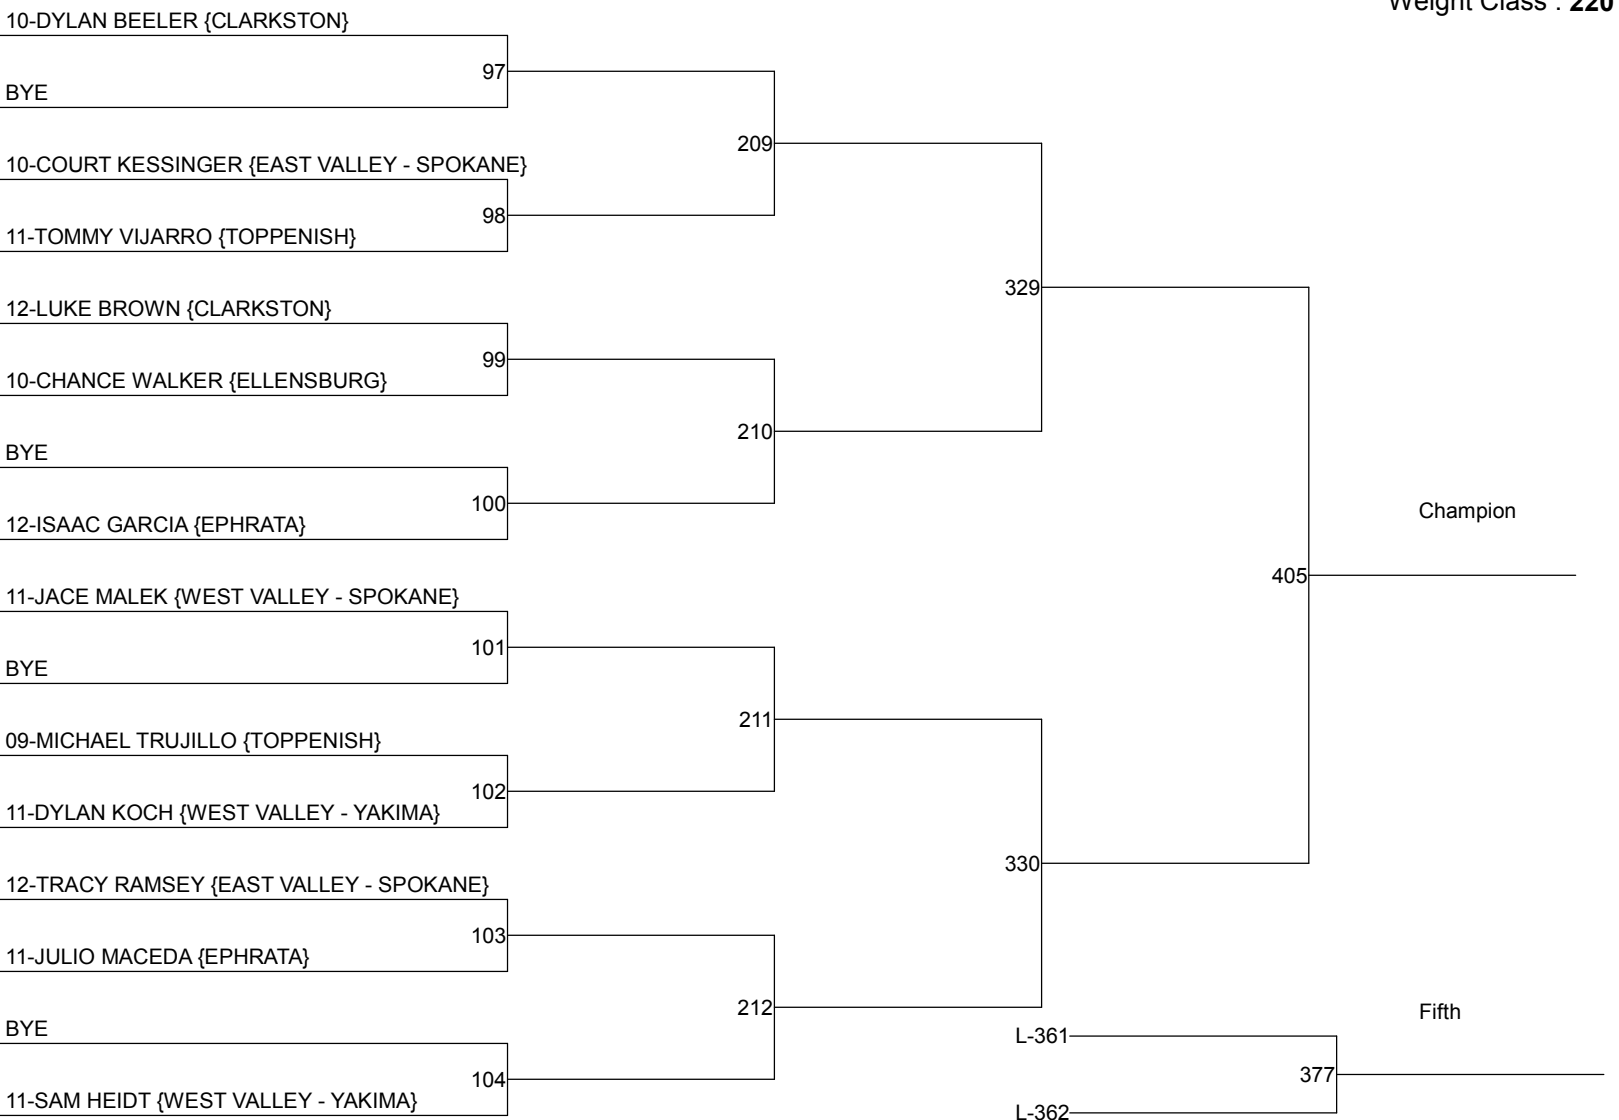 Weight Class : 220
10-DYLAN BEELER {CLARKSTON}
97
BYE
209
10-COURT KESSINGER {EAST VALLEY - SPOKANE}
98
11-TOMMY VIJARRO {TOPPENISH}
329
12-LUKE BROWN {CLARKSTON}
99
10-CHANCE WALKER {ELLENSBURG}
210
BYE
100
12-ISAAC GARCIA {EPHRATA}
Champion
405
11-JACE MALEK {WEST VALLEY - SPOKANE}
101
BYE
211
09-MICHAEL TRUJILLO {TOPPENISH}
102
11-DYLAN KOCH {WEST VALLEY - YAKIMA}
330
12-TRACY RAMSEY {EAST VALLEY - SPOKANE}
103
11-JULIO MACEDA {EPHRATA}
212
Fifth
BYE
L-361
377
104
11-SAM HEIDT {WEST VALLEY - YAKIMA}
L-362